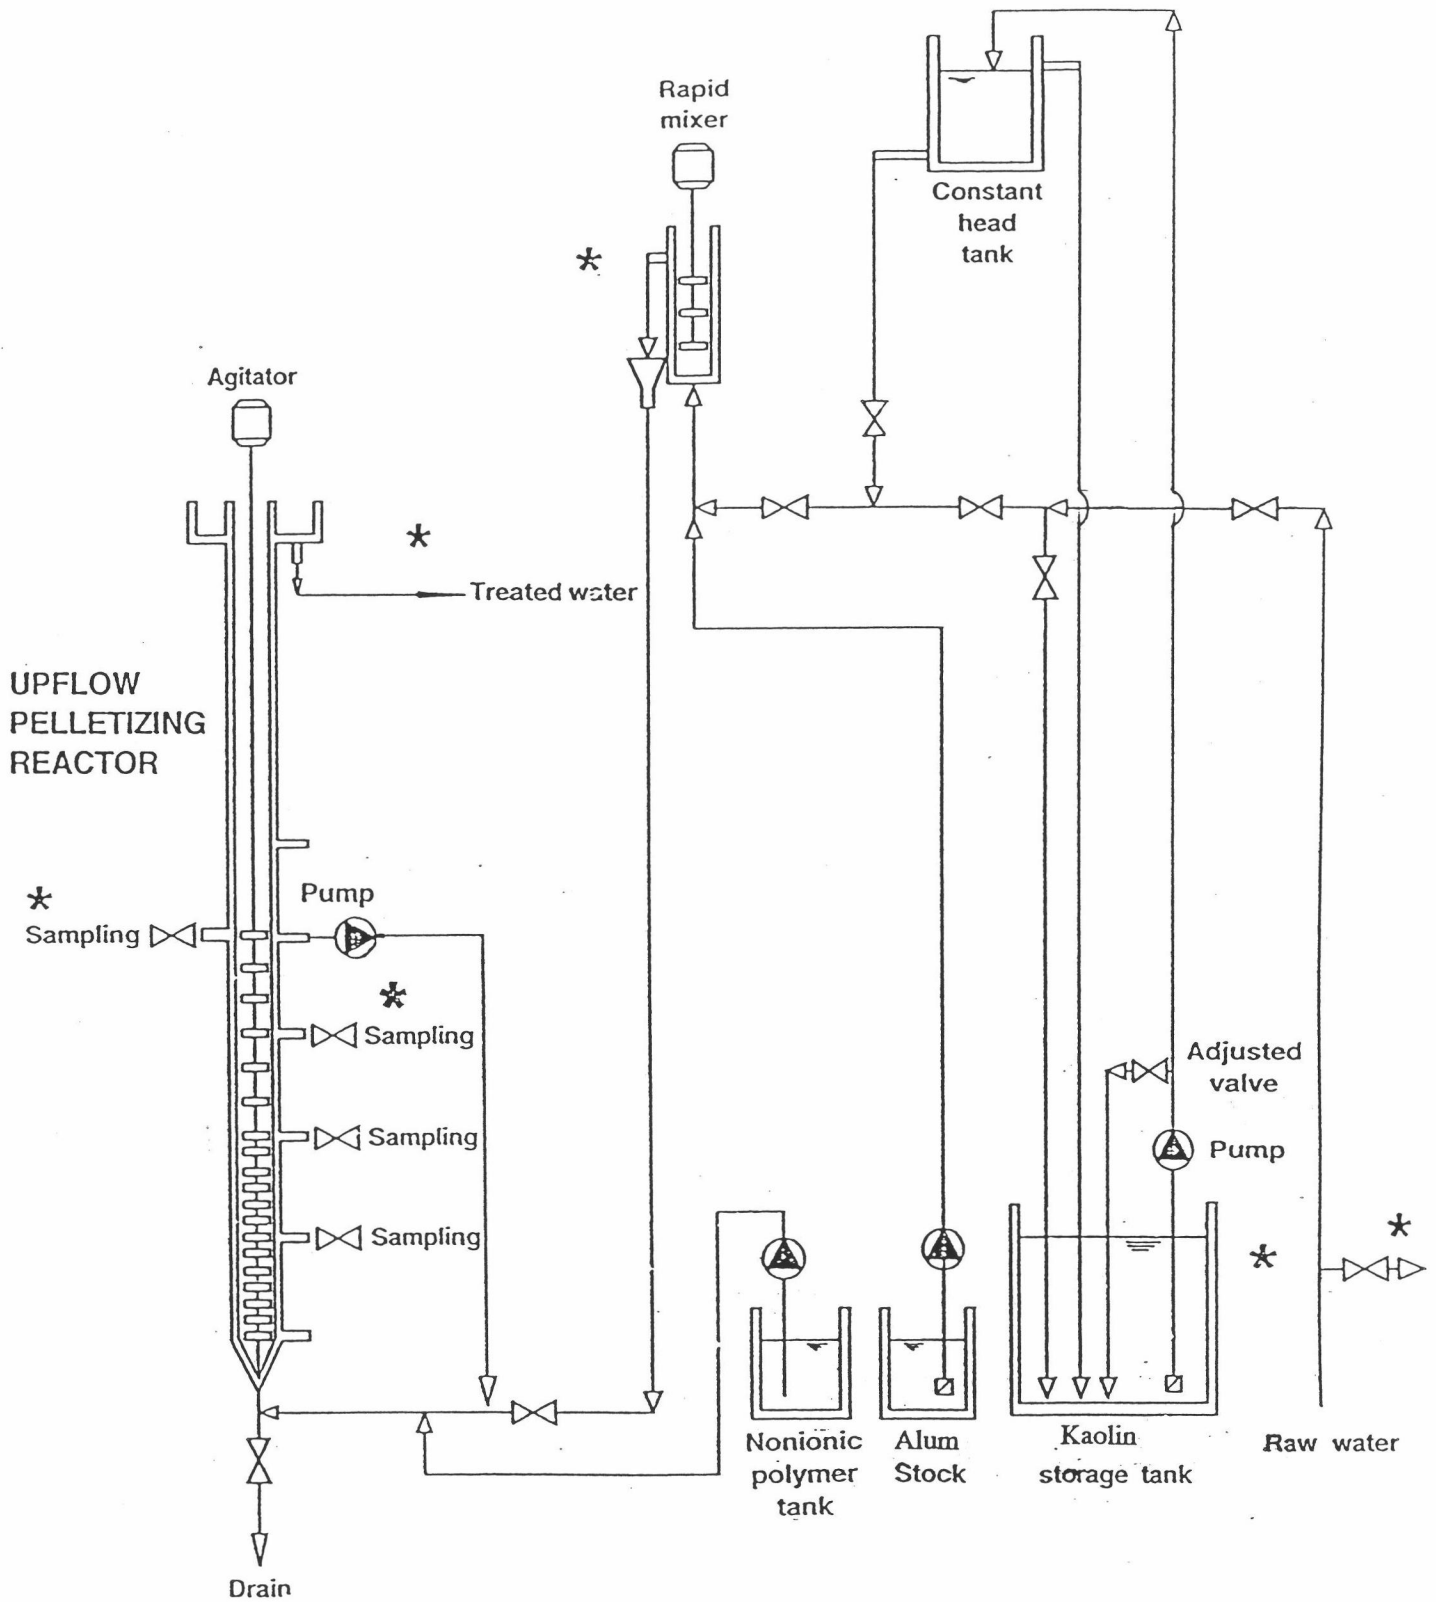 Rapid
mixer
Constant
head
tank
*
Agitator
*
Treated water
UPFLOW
PELLETIZING
REACTOR
*
Sampling
Pump
*
Sampling
Sampling
Sampling
Adjusted
valve
Pump
*
*
Nonionic
polymer
tank
Alum
Stock
Kaolin
storage tank
Raw water
Drain